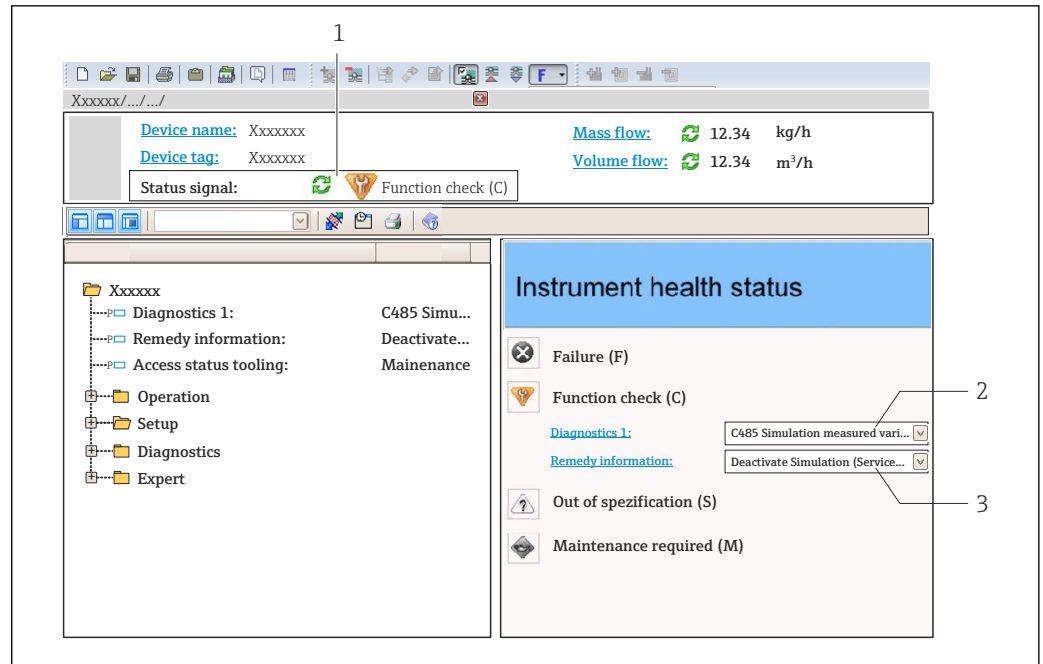 1
F
Xxxxxx/.../.../
Device name: Xxxxxxx
Mass flow: 12.34 kg/h
Device tag: Xxxxxxx
Volume flow: 12.34 m³/h
Status signal: Function check (C)
Xxxxxx
Diagnostics 1: C485 Simu...
Remedy information: Deactivate...
Access status tooling: Mainenance
Operation
Setup
Diagnostics
Expert
Instrument health status
Failure (F)
Function check (C)
2
Diagnostics 1: C485 Simulation measured vari...
Remedy information: Deactivate Simulation (Service...
Out of spezification (S)
3
Maintenance required (M)